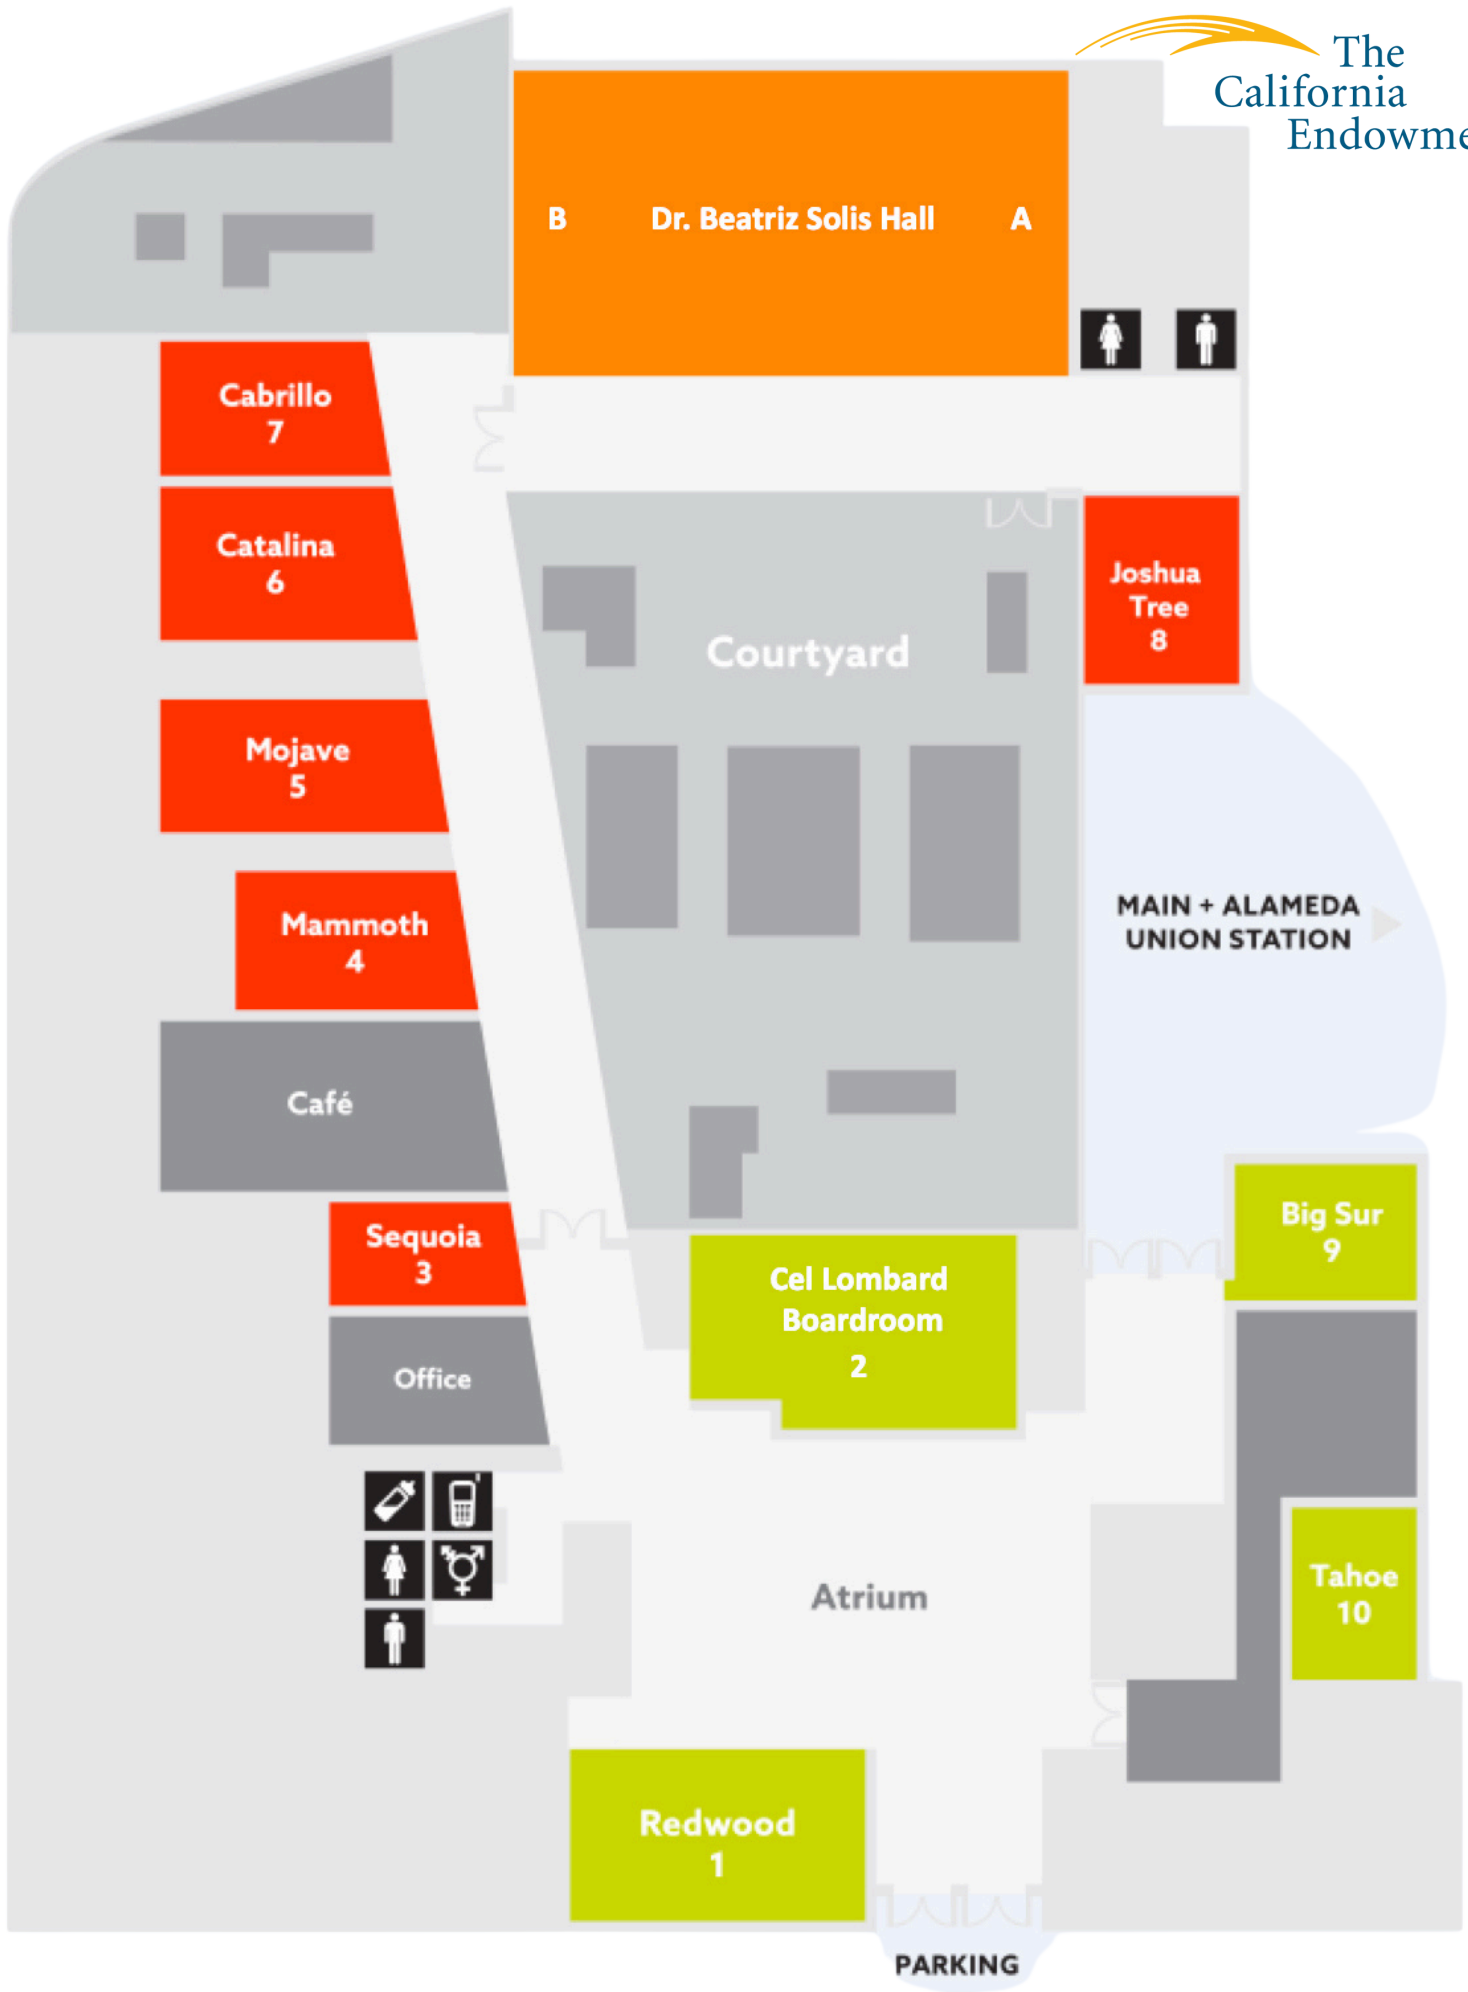 The
California
Endowme
B Dr. Beatriz Solis Hall A
Cabrillo
7
Catalina
6
Joshua
Tree
8
Courtyard
Mojave
5
Mammoth
4
MAIN + ALAMEDA
UNION STATION
Café
Sequoia
3
Big Sur
9
Cel Lombard
Boardroom
2
Office
Atrium
Tahoe
10
Redwood
1
PARKING